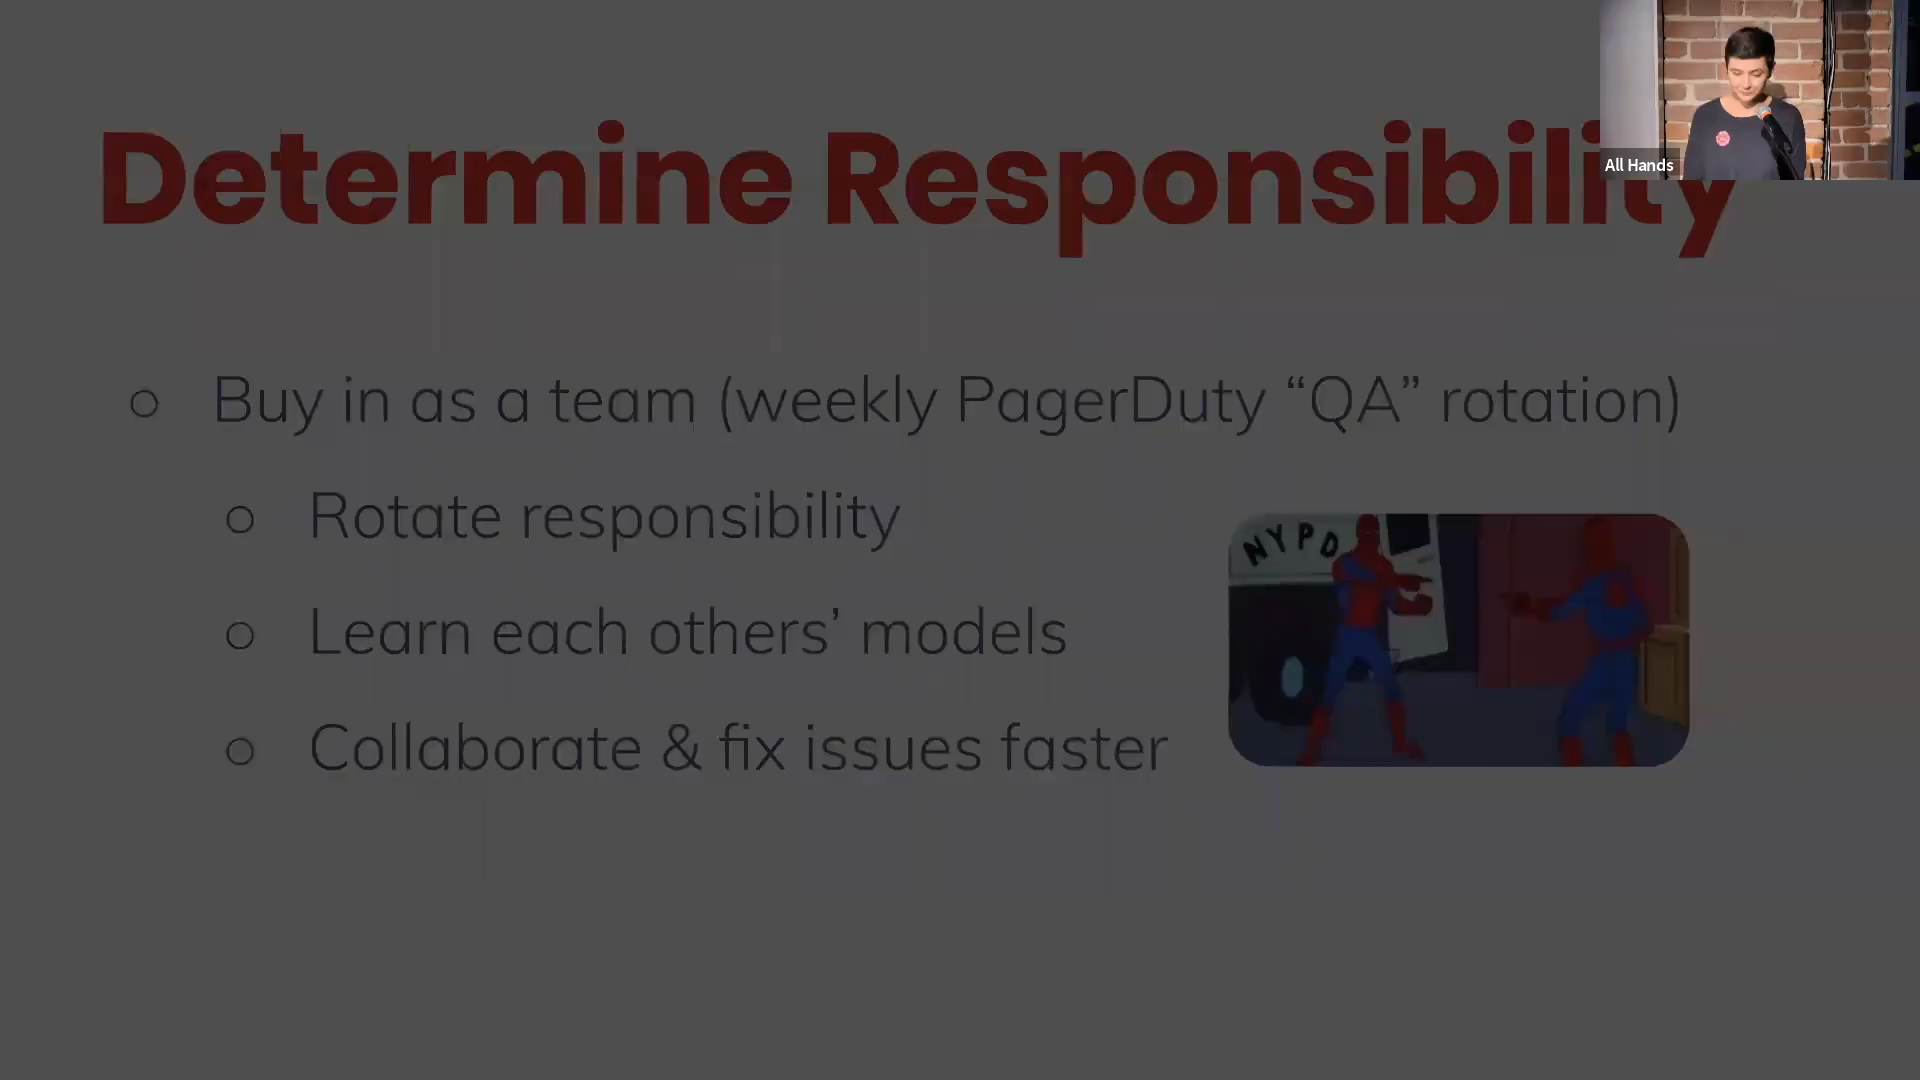 All Hands
Determine Responsibility
○ Buy in as a team (weekly PagerDuty “QA” rotation)
○ Rotate responsibility
○ Learn each others’ models
○ Collaborate & fix issues faster
NYPD